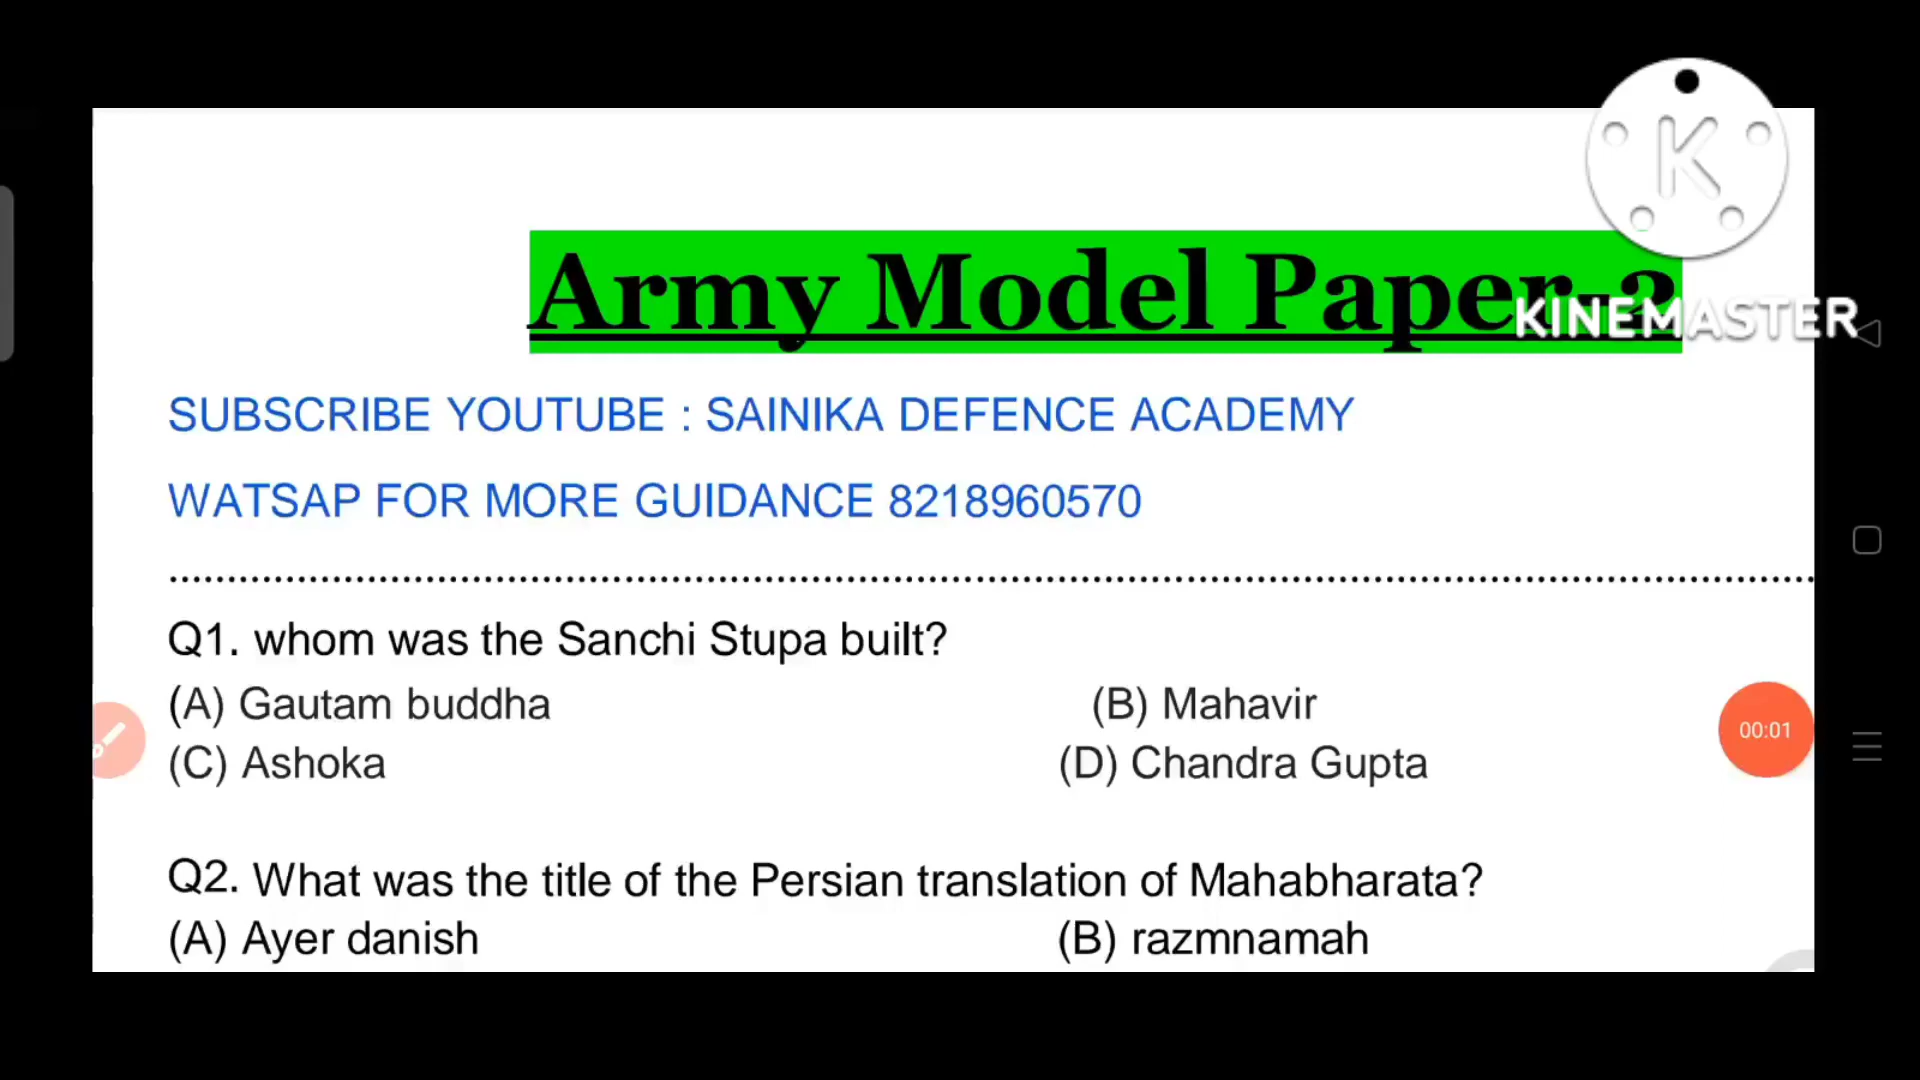 K
Army Model Paper-2
KINEMASTER
SUBSCRIBE YOUTUBE : SAINIKA DEFENCE ACADEMY
WATSAP FOR MORE GUIDANCE 8218960570
Q1. whom was the Sanchi Stupa built?
(A) Gautam buddha (B) Mahavir
(C) Ashoka (D) Chandra Gupta
00:01
Q2. What was the title of the Persian translation of Mahabharata?
(A) Ayer danish (B) razmnamah